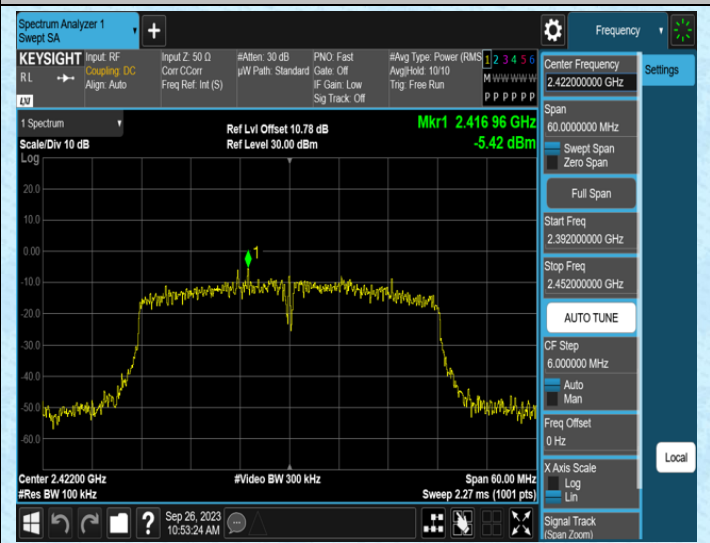 Spectrum Analyzer 1
Swept SA
Frequency
KEYSIGHT
RL
LXI
Input: RF
Coupling: DC
Align: Auto
Input Z: 50 Ω
Corr CCorr
Freq Ref: Int (S)
#Atten: 30 dB
µW Path: Standard
PNO: Fast
Gate: Off
IF Gain: Low
Sig Track: Off
#Avg Type: Power (RMS
Avg|Hold: 10/10
Trig: Free Run
1 2 3 4 5 6
M W W W W W
P P P P P P
1 Spectrum
Scale/Div 10 dB
Log
Ref Lvl Offset 10.78 dB
Ref Level 30.00 dBm
Mkr1 2.416 96 GHz
-5.42 dBm
20.0
10.0
0.00
-10.0
-20.0
-30.0
-40.0
-50.0
-60.0
1
Center 2.42200 GHz
#Res BW 100 kHz
#Video BW 300 kHz
Span 60.00 MHz
Sweep 2.27 ms (1001 pts)
?
Sep 26, 2023
10:53:24 AM
Center Frequency
2.422000000 GHz
Settings
Span
60.0000000 MHz
Swept Span
Zero Span
Full Span
Start Freq
2.392000000 GHz
Stop Freq
2.452000000 GHz
AUTO TUNE
CF Step
6.000000 MHz
Auto
Man
Freq Offset
0 Hz
X Axis Scale
Log
Lin
Local
Signal Track
(Span Zoom)